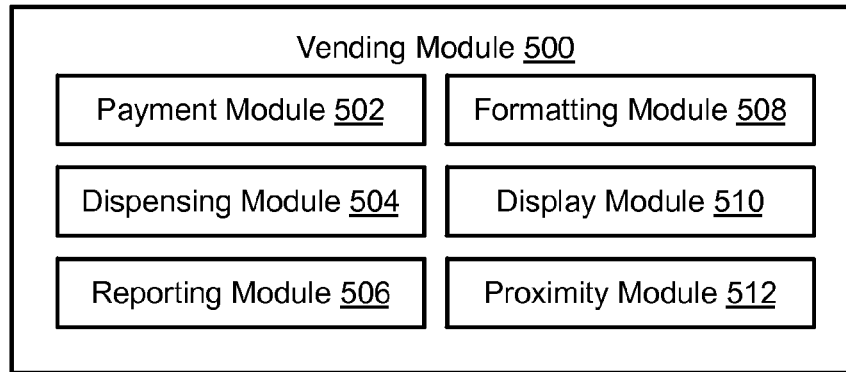 Vending Module 500
Payment Module 502
Formatting Module 508
Dispensing Module 504
Display Module 510
Reporting Module 506
Proximity Module 512